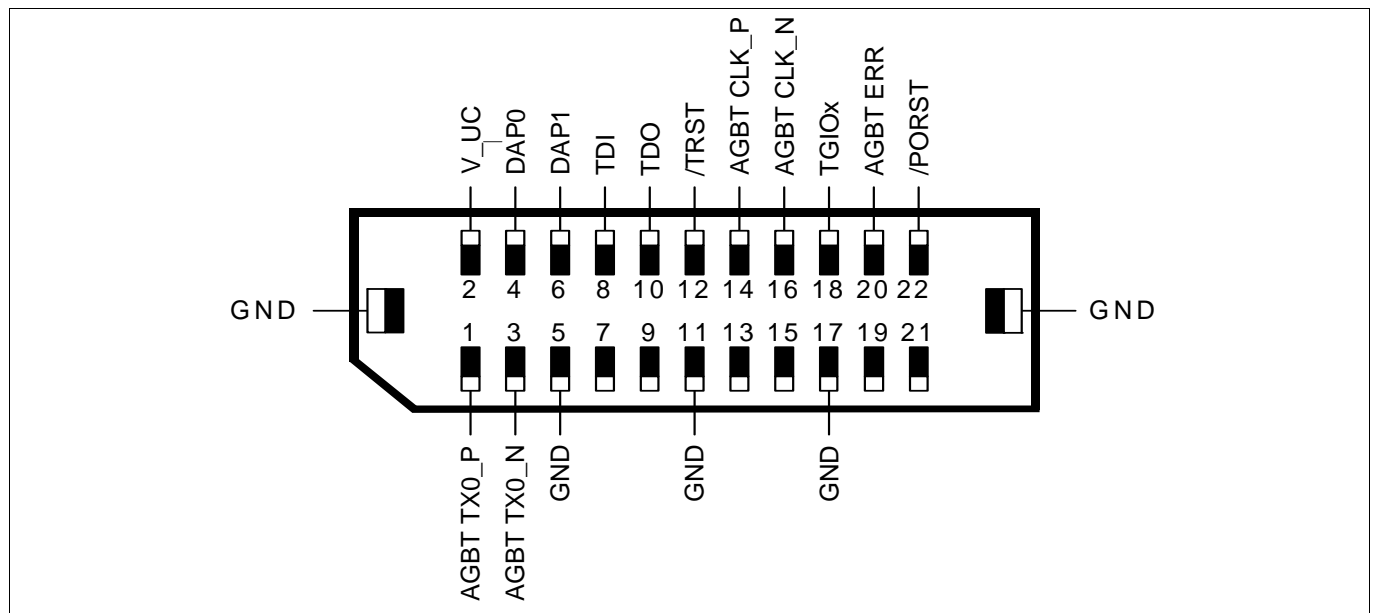 V_UC
DAP0
DAP1
TDI
TDO
/TRST
AGBT CLK_P
AGBT CLK_N
TGIOx
AGBT ERR
/PORST
2 4 6 8 10 12 14 16 18 20 22
GND
GND
1 3 5 7 9 11 13 15 17 19 21
AGBT TX0_P
AGBT TX0_N
GND
GND
GND